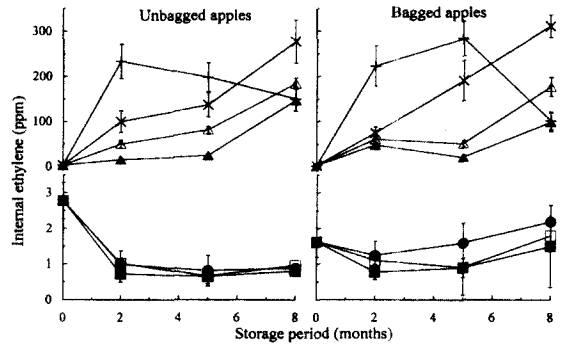 Unbagged apples
Bagged apples
300
200
100
0
3
2
1
0
Internal ethylene (ppm)
0 2 4 6 8 0 2 4 6 8
Storage period (months)